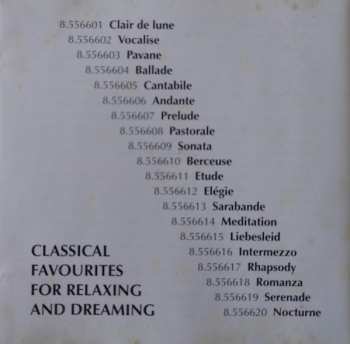 8.556601 Clair de lune
8.556602 Vocalise
8.556603 Pavane
8.556604 Ballade
8.556605 Cantabile
8.556606 Andante
8.556607 Prelude
8.556608 Pastorale
8.556609 Sonata
8.556610 Berceuse
8.556611 Etude
8.556612 Elégie
8.556613 Sarabande
8.556614 Meditation
8.556615 Liebesleid
8.556616 Intermezzo
8.556617 Rhapsody
8.556618 Romanza
8.556619 Serenade
8.556620 Nocturne
CLASSICAL
FAVOURITES
FOR RELAXING
AND DREAMING